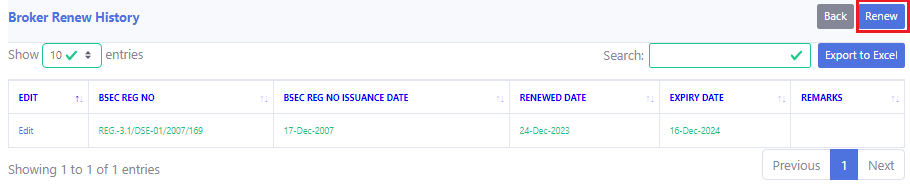 Broker Renew History Back Renew
Show 10 entries Search: Export to Excel
EDIT BSEC REG NO BSEC REG NO ISSUANCE DATE RENEWED DATE EXPIRY DATE REMARKS
Edit REG.-3.1/DSE-01/2007/169 17-Dec-2007 24-Dec-2023 16-Dec-2024
Showing 1 to 1 of 1 entries Previous 1 Next